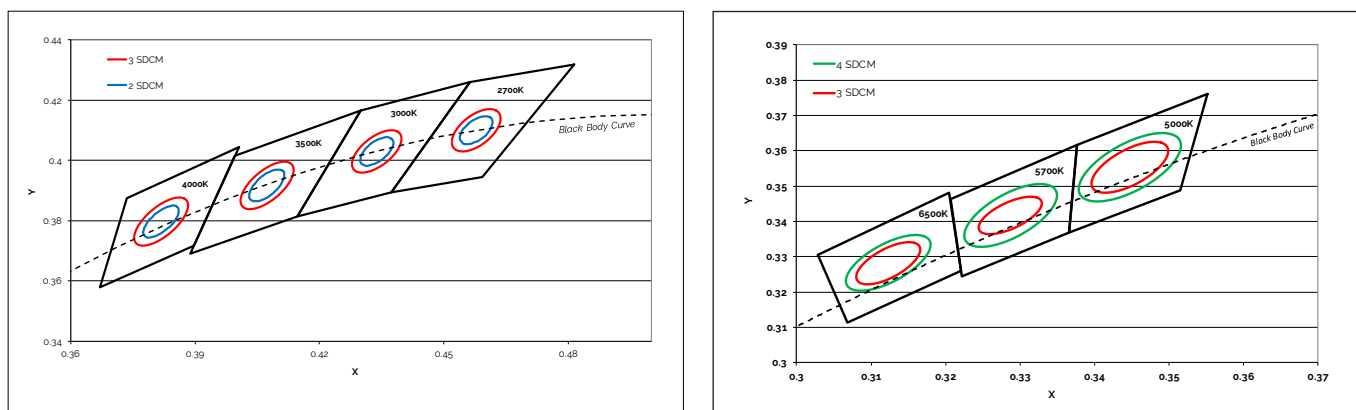 0.44
3 SDCM
2 SDCM
2700K
0.42
3000K
Black Body Curve
0.4
3500K
Y
4000K
0.38
0.36
0.34
0.36
0.39
0.42
0.45
0.48
X
0.39
4 SDCM
0.38
3 SDCM
0.37
5000K
Black Body Curve
0.36
5700K
0.35
Y
6500K
0.34
0.33
0.32
0.31
0.3
0.3
0.31
0.32
0.33
0.34
0.35
0.36
0.37
X